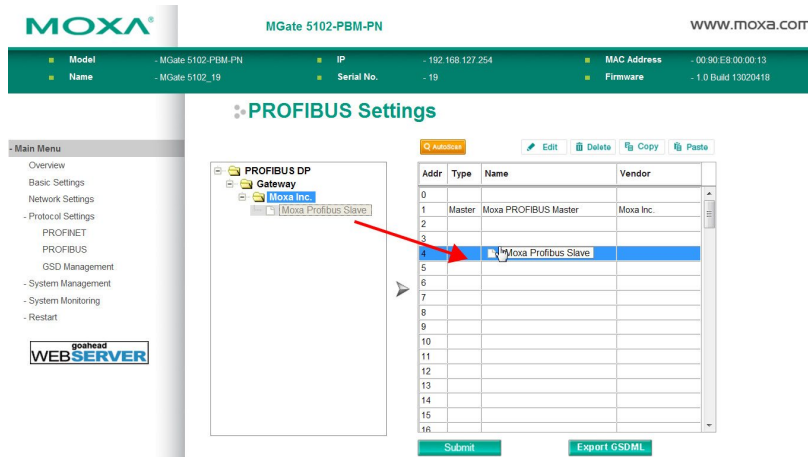 MOXA® MGate 5102-PBM-PN www.moxa.com
Model - MGate 5102-PBM-PN IP - 192.168.127.254 MAC Address - 00:90:E8:00:00:13
Name - MGate 5102_19 Serial No. - 19 Firmware - 1.0 Build 13020418
PROFIBUS Settings
- Main Menu
Overview
Basic Settings
Network Settings
- Protocol Settings
PROFINET
PROFIBUS
GSD Management
- System Management
- System Monitoring
- Restart
goahead
WEBSERVER
PROFIBUS DP
Gateway
Moxa Inc.
Moxa Profibus Slave
Autoscan Edit Delete Copy Paste
Addr Type Name Vendor
0
1 Master Moxa PROFIBUS Master Moxa Inc.
2
3
4 Moxa Profibus Slave
5
6
7
8
9
10
11
12
13
14
15
16
Submit Export GSDML